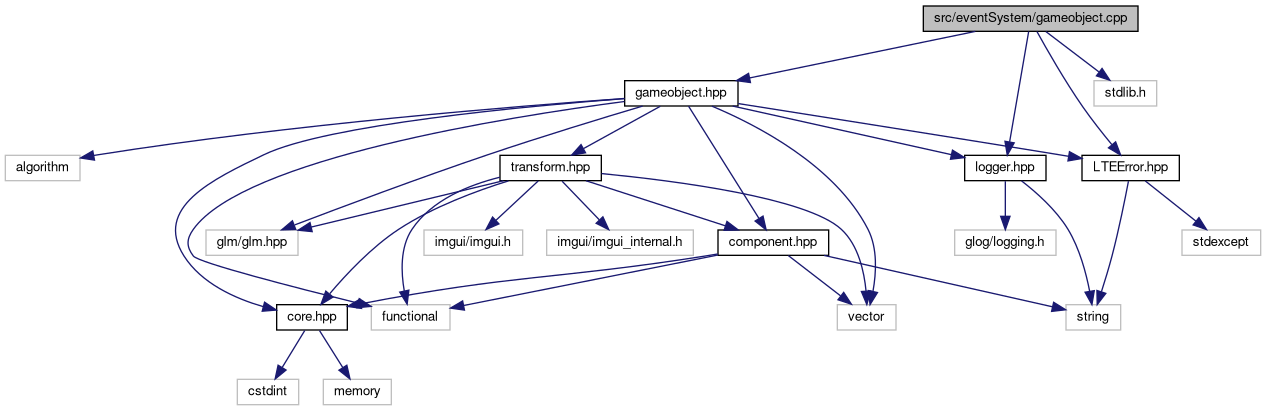 src/eventSystem/gameobject.cpp
gameobject.hpp
stdlib.h
algorithm
transform.hpp
logger.hpp
LTEError.hpp
glm/glm.hpp
imgui/imgui.h
imgui/imgui_internal.h
component.hpp
glog/logging.h
stdexcept
core.hpp
functional
vector
string
cstdint
memory